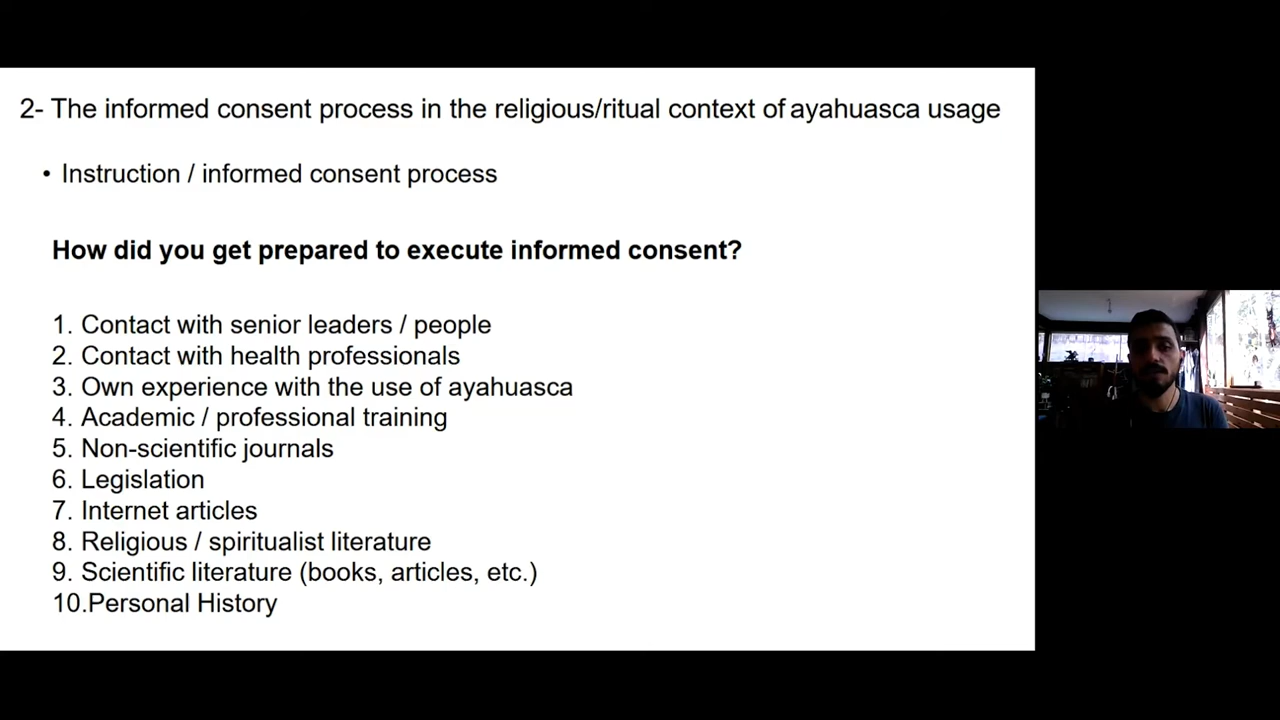 2- The informed consent process in the religious/ritual context of ayahuasca usage
• Instruction / informed consent process
How did you get prepared to execute informed consent?
1. Contact with senior leaders / people
2. Contact with health professionals
3. Own experience with the use of ayahuasca
4. Academic / professional training
5. Non-scientific journals
6. Legislation
7. Internet articles
8. Religious / spiritualist literature
9. Scientific literature (books, articles, etc.)
10.Personal History